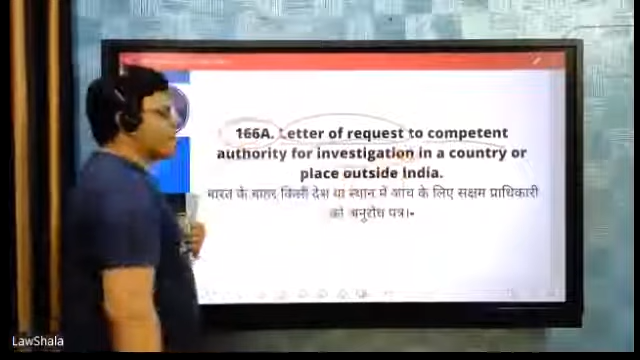 166A. Letter of request to competent
authority for investigation in a country or
place outside India.
भारत के बाहर किसी देश या स्थान में जांच के लिए सक्षम प्राधिकारी
को अनुरोध पत्र।-
LawShala